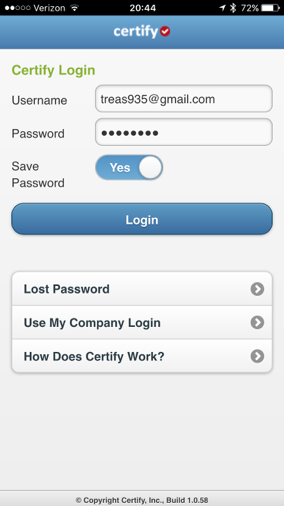 Verizon 20:44 72%
certify
Certify Login
Username treas935@gmail.com
Password ●●●●●●●●
Save Password Yes
Login
Lost Password
Use My Company Login
How Does Certify Work?
© Copyright Certify, Inc., Build 1.0.58